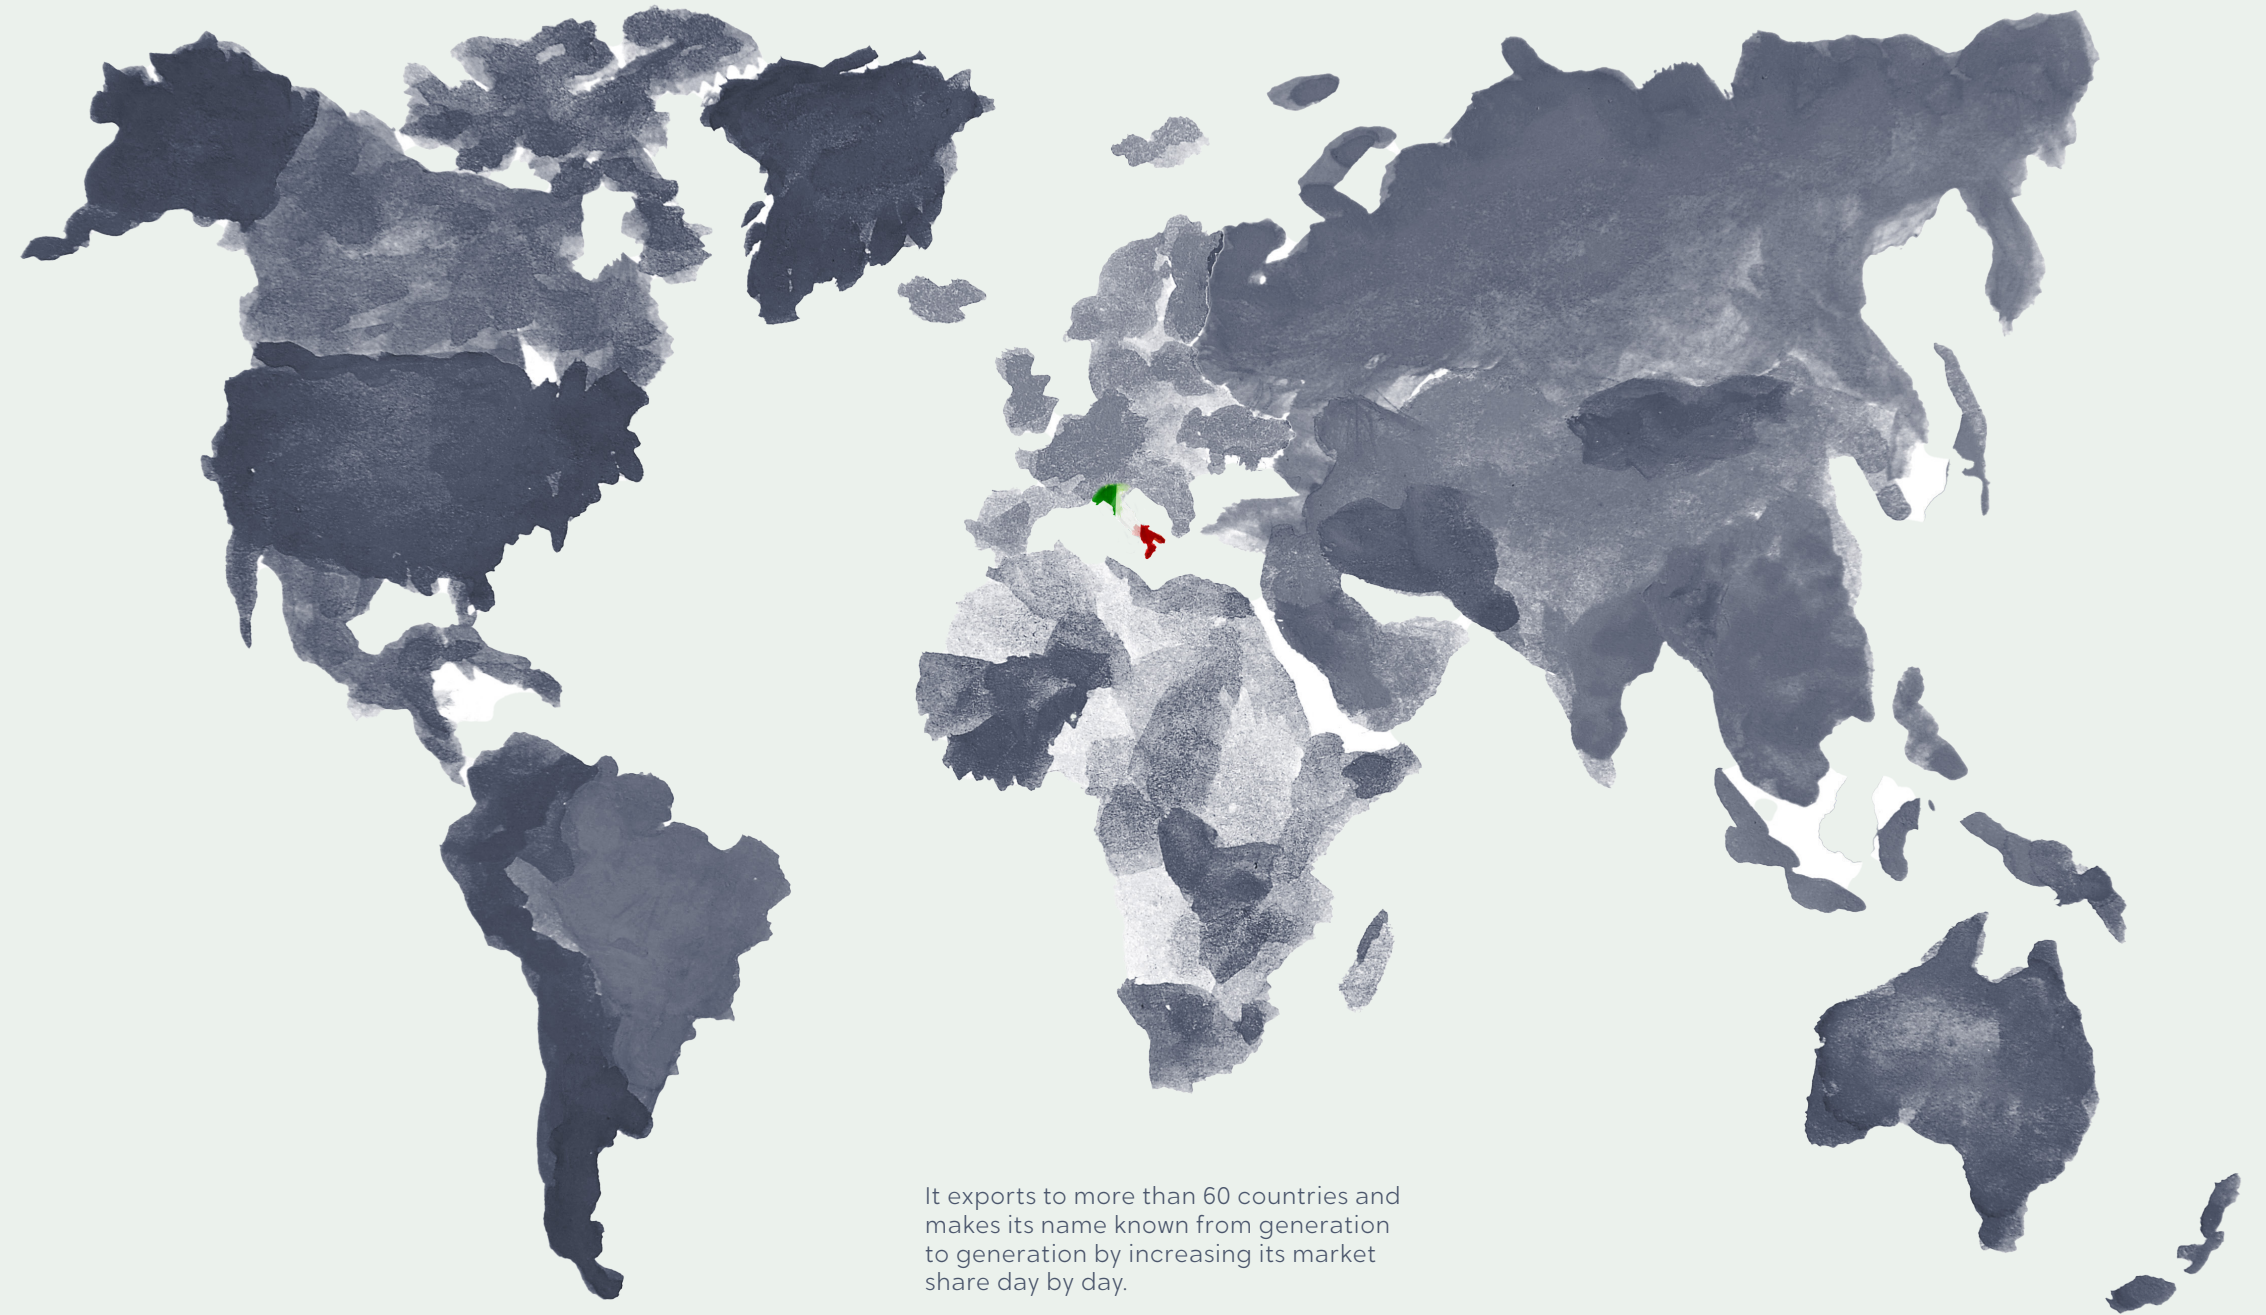 It exports to more than 60 countries and
makes its name known from generation
to generation by increasing its market
share day by day.